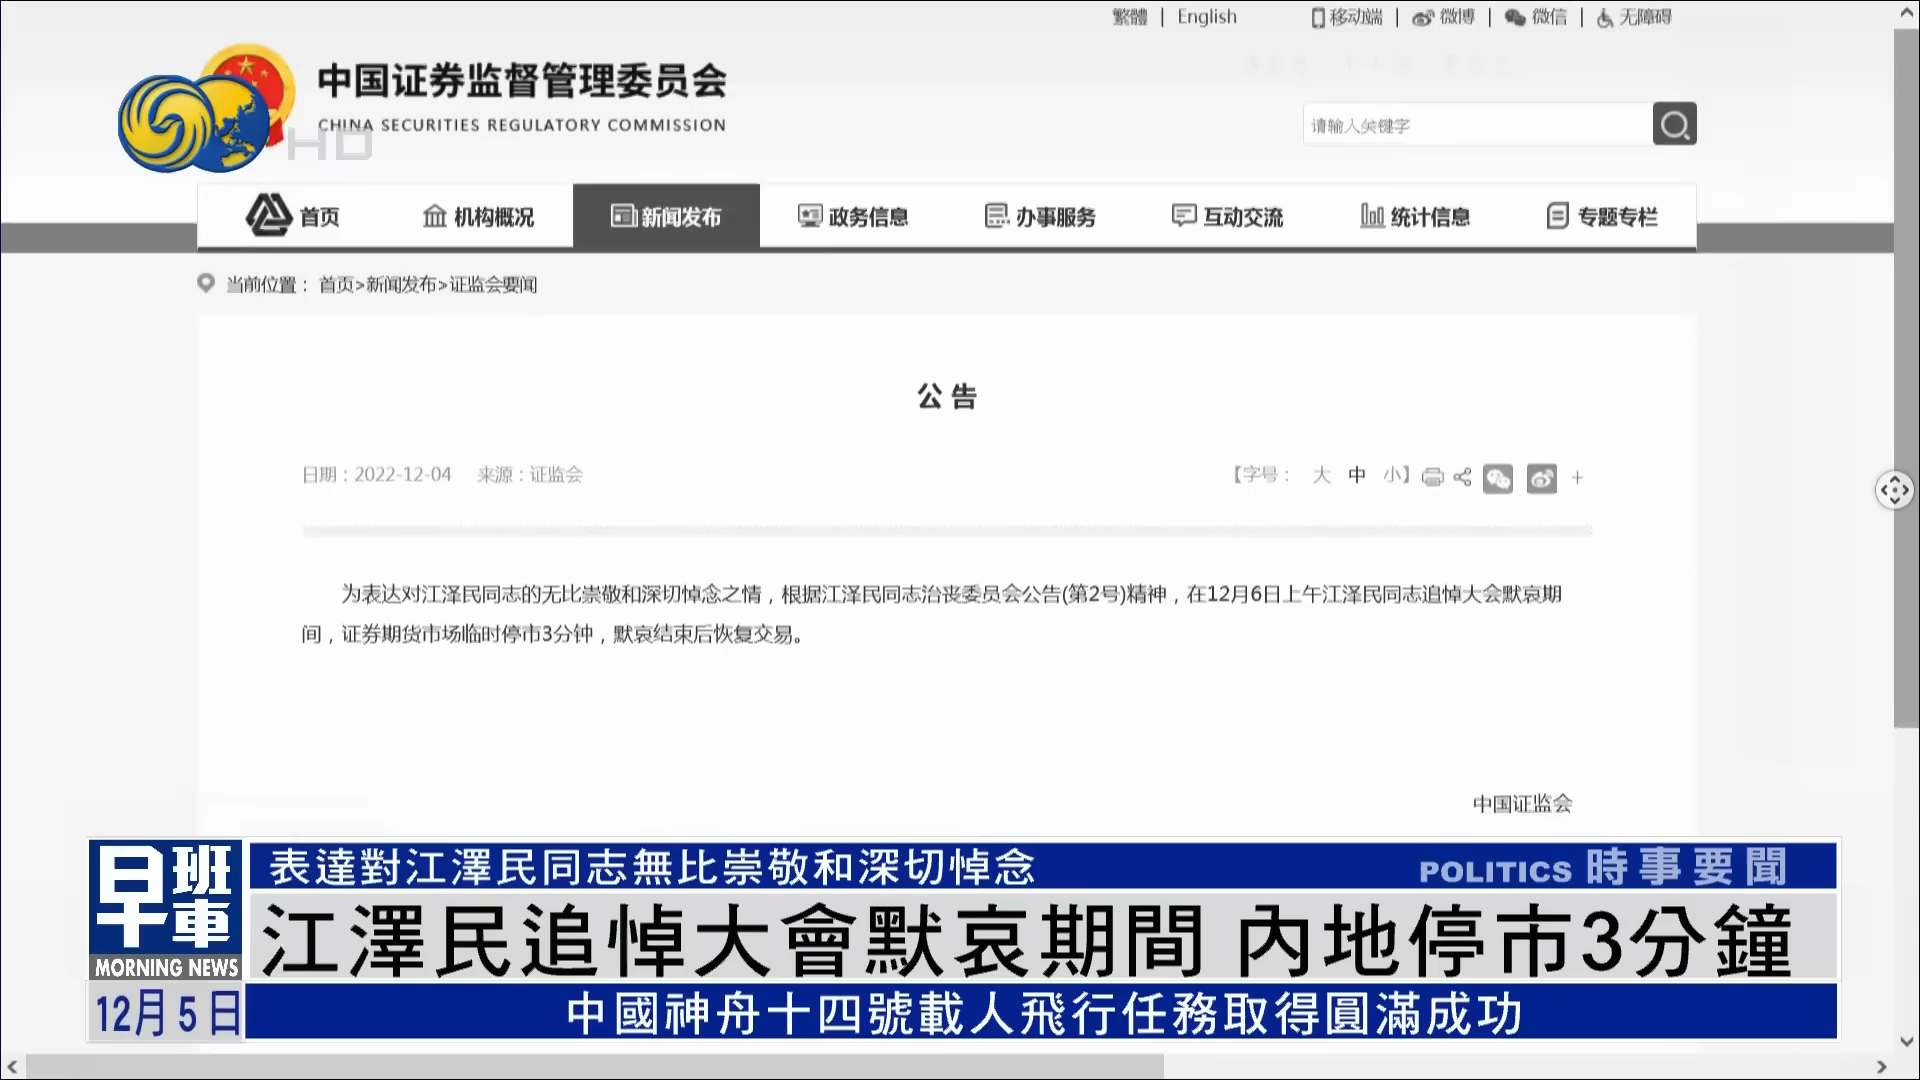 繁體 | English 移动端 | 微博 | 微信 | 无障碍
中国证券监督管理委员会
CHINA SECURITIES REGULATORY COMMISSION
HD
请输入关键字
首页 机构概况 新闻发布 政务信息 办事服务 互动交流 统计信息 专题专栏
当前位置： 首页>新闻发布>证监会要闻
公 告
日期：2022-12-04 来源：证监会 【字号： 大 中 小】 +
为表达对江泽民同志的无比崇敬和深切悼念之情，根据江泽民同志治丧委员会公告(第2号)精神，在12月6日上午江泽民同志追悼大会默哀期
间，证券期货市场临时停市3分钟，默哀结束后恢复交易。
中国证监会
早班車
MORNING NEWS
12月5日
表達對江澤民同志無比崇敬和深切悼念 POLITICS 時事要聞
江澤民追悼大會默哀期間 內地停市3分鐘
中國神舟十四號載人飛行任務取得圓滿成功